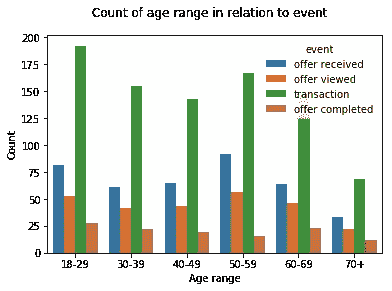 Count of age range in relation to event
200
175
150
125
100
75
50
25
0
Count
event
offer received
offer viewed
transaction
offer completed
18-29 30-39 40-49 50-59 60-69 70+
Age range